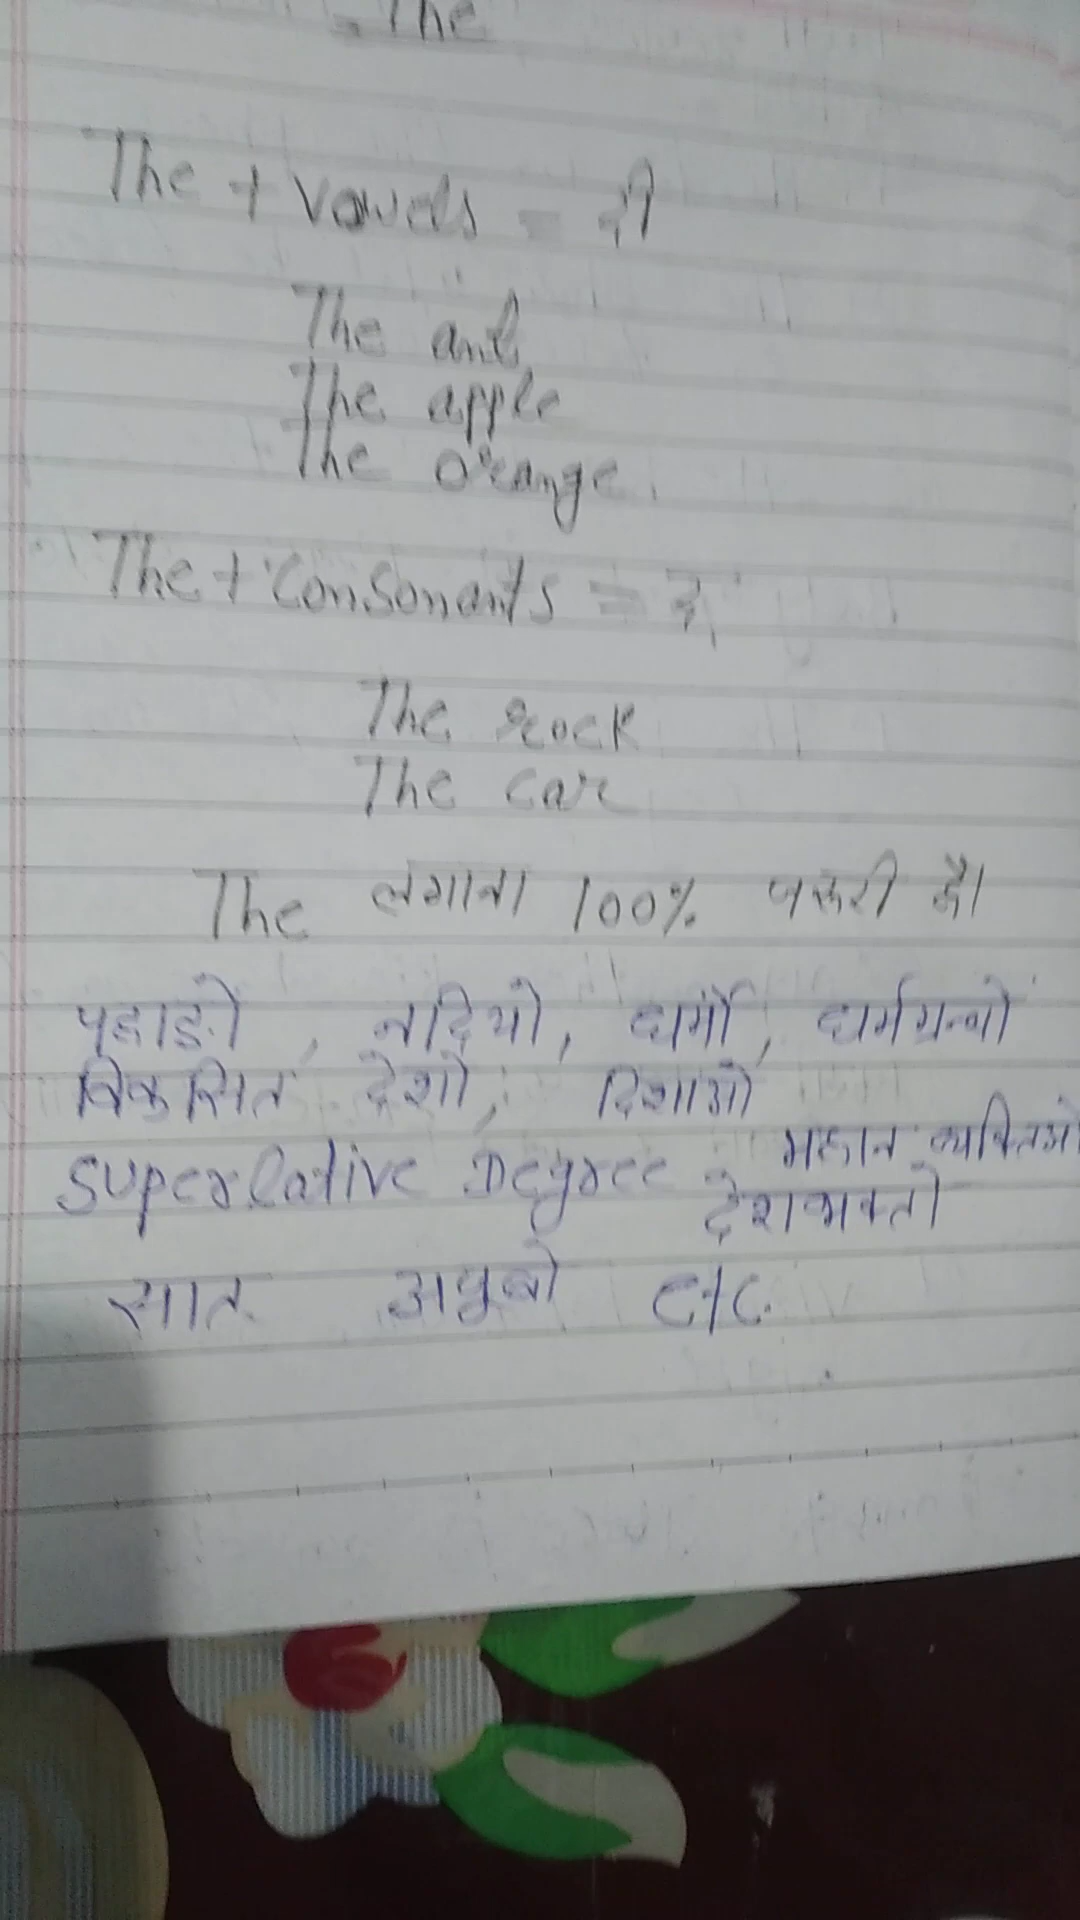 The
The + Vowels = दी
The ant
The apple
The orange
The + Consonants = द
The rock
The car
The लगाना 100% जरूरी है।
पहाड़ो, नदियो, धर्मो, धर्मग्रन्थो
विकसित देशो, दिशाओ
Superlative Degree महान व्यक्तिओ
देशभक्तो
सात अजूबो etc.